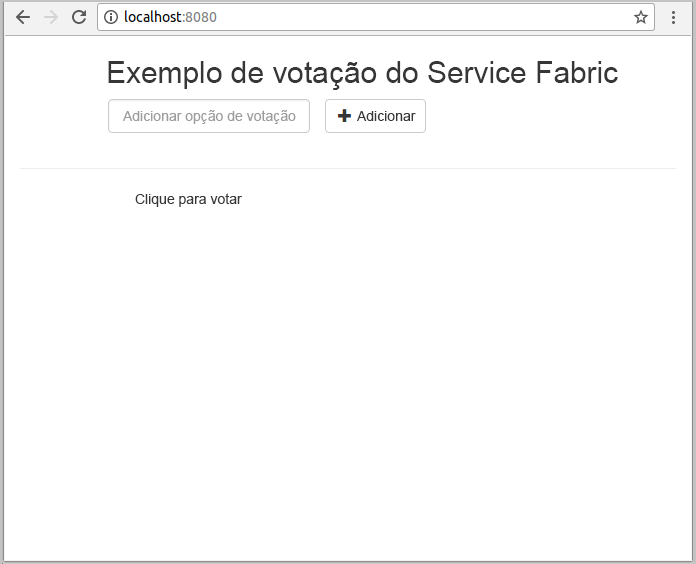 localhost:8080
Exemplo de votação do Service Fabric
Adicionar opção de votação
Adicionar
Clique para votar